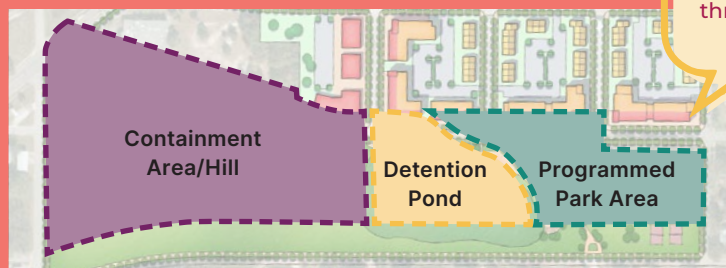 Containment
Area/Hill
Detention
Pond
Programmed
Park Area